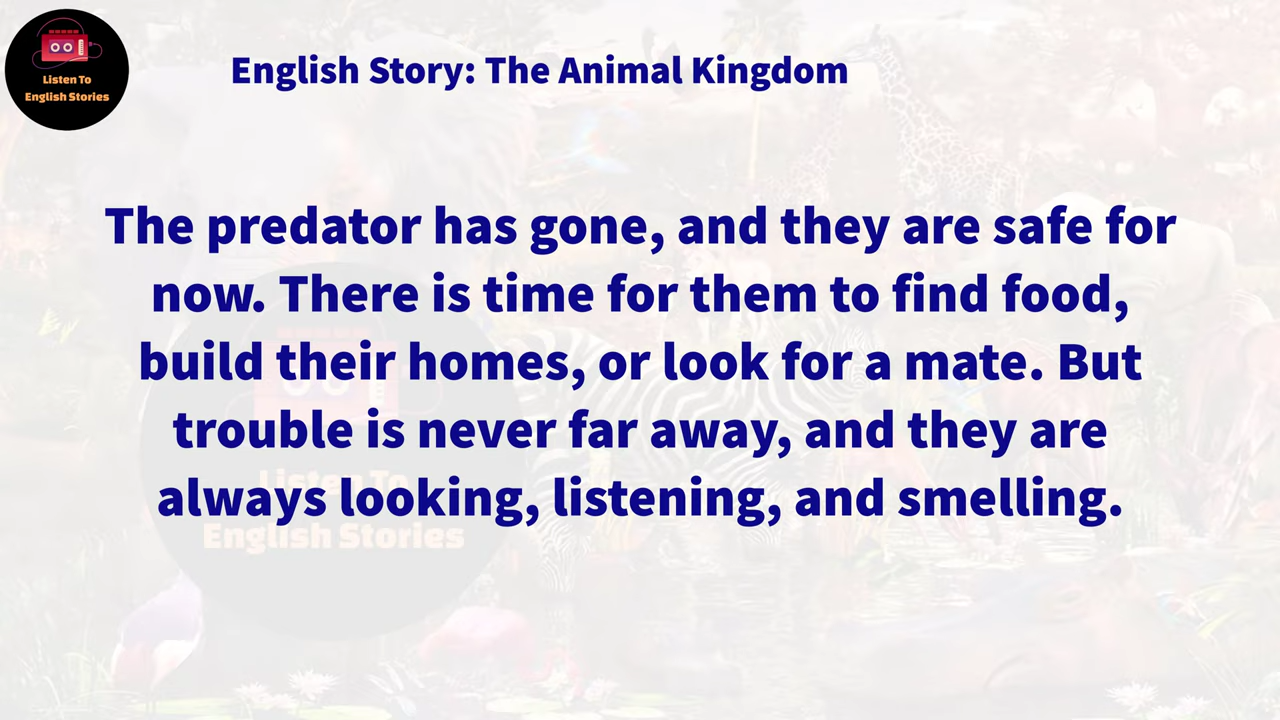 Listen To
English Stories
English Story: The Animal Kingdom
The predator has gone, and they are safe for
now. There is time for them to find food,
build their homes, or look for a mate. But
trouble is never far away, and they are
always looking, listening, and smelling.
Listen To
English Stories